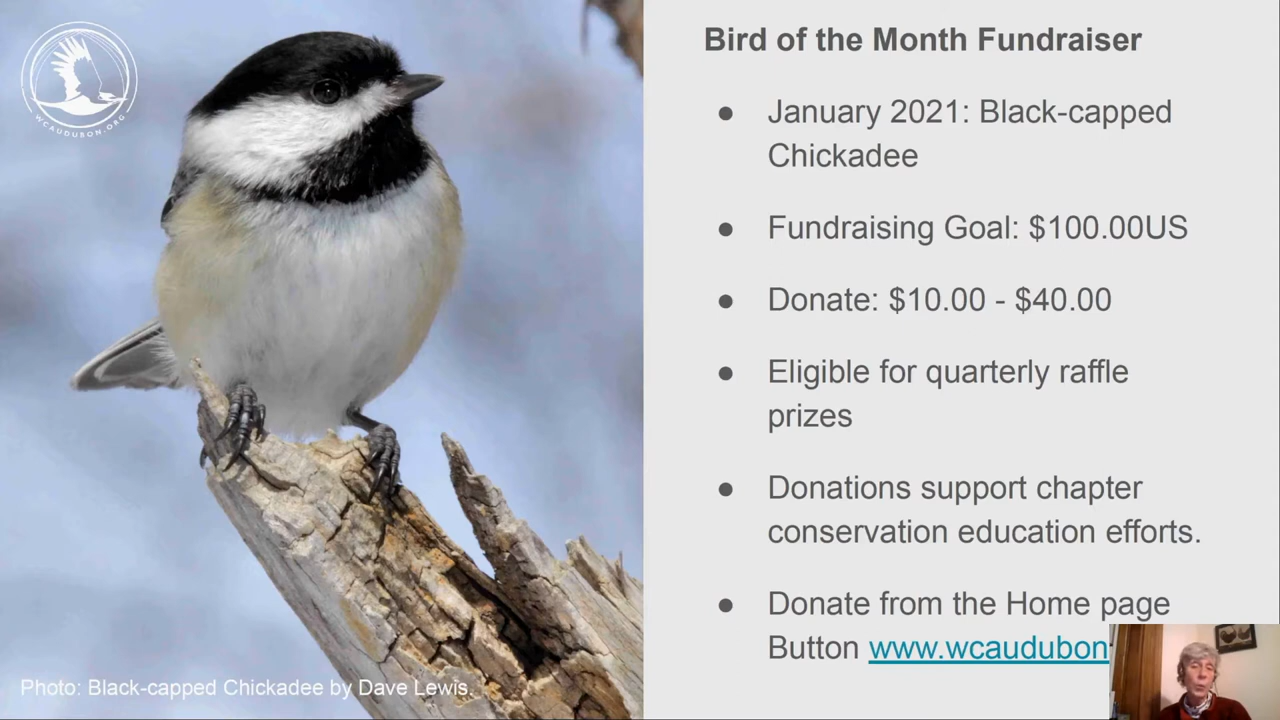 WCAUDUBON.ORG
Bird of the Month Fundraiser
● January 2021: Black-capped
Chickadee
● Fundraising Goal: $100.00US
● Donate: $10.00 - $40.00
● Eligible for quarterly raffle
prizes
● Donations support chapter
conservation education efforts.
● Donate from the Home page
Button www.wcaudubon
Photo: Black-capped Chickadee by Dave Lewis.